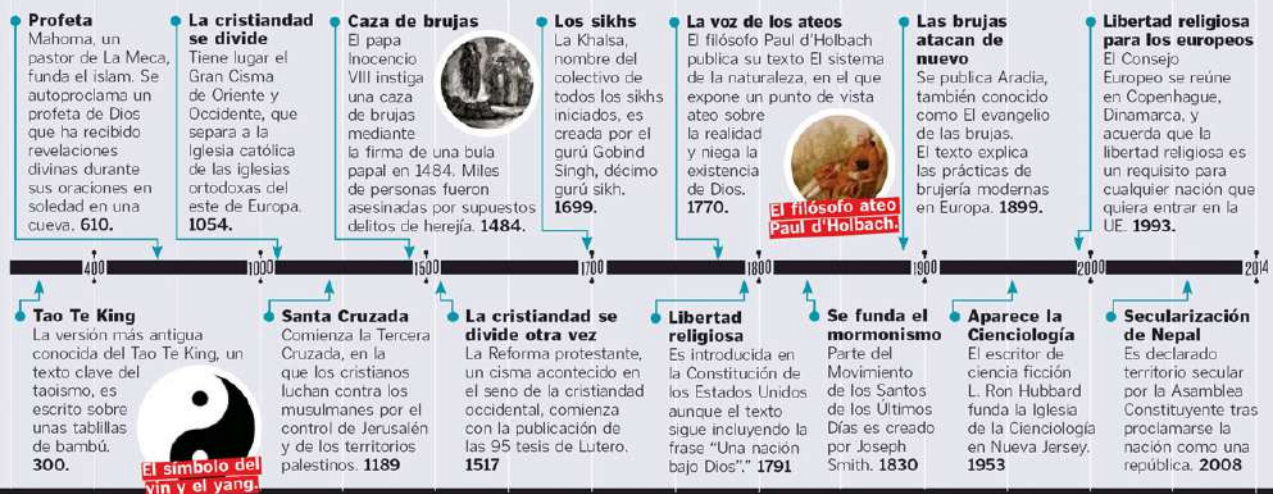 Profeta
Mahoma, un
pastor de La Meca,
funda el islam. Se
autoproclama un
profeta de Dios
que ha recibido
revelaciones
divinas durante
sus oraciones en
soledad en una
cueva. 610.
La cristiandad
se divide
Tiene lugar el
Gran Cisma
de Oriente y
Occidente, que
separa a la
Iglesia católica
de las iglesias
ortodoxas del
este de Europa.
1054.
Caza de brujas
El papa
Inocencio
VIII instiga
una caza
de brujas
mediante
la firma de una bula
papal en 1484. Miles
de personas fueron
asesinadas por supuestos
delitos de herejía. 1484.
Los sikhs
La Khalsa,
nombre del
colectivo de
todos los sikhs
iniciados, es
creada por el
gurú Gobind
Singh, décimo
gurú sikh.
1699.
La voz de los ateos
El filósofo Paul d'Holbach
publica su texto El sistema
de la naturaleza, en el que
expone un punto de vista
ateo sobre
la realidad
y niega la
existencia
de Dios.
1770.
El filósofo ateo
Paul d'Holbach.
Las brujas
atacan de
nuevo
Se publica Aradia,
también conocido
como El evangelio
de las brujas.
El texto explica
las prácticas de
brujería modernas
en Europa. 1899.
Libertad religiosa
para los europeos
El Consejo
Europeo se reúne
en Copenhague,
Dinamarca, y
acuerda que la
libertad religiosa es
un requisito para
cualquier nación que
quiera entrar en la
UE. 1993.
400 1000 1500 1700 1800 1900 2000 2014
Tao Te King
La versión más antigua
conocida del Tao Te King, un
texto clave del
taoismo, es
escrito sobre
unas tablillas
de bambú.
300.
El símbolo del
yin y el yang.
Santa Cruzada
Comienza la Tercera
Cruzada, en la
que los cristianos
luchan contra los
musulmanes por el
control de Jerusalén
y de los territorios
palestinos. 1189
La cristiandad se
divide otra vez
La Reforma protestante,
un cisma acontecido en
el seno de la cristiandad
occidental, comienza
con la publicación de
las 95 tesis de Lutero.
1517
Libertad
religiosa
Es introducida en
la Constitución de
los Estados Unidos
aunque el texto
sigue incluyendo la
frase "Una nación
bajo Dios"." 1791
Se funda el
mormonismo
Parte del
Movimiento
de los Santos
de los Últimos
Días es creado
por Joseph
Smith. 1830
Aparece la
Cienciología
El escritor de
ciencia ficción
L. Ron Hubbard
funda la Iglesia
de la Cienciología
en Nueva Jersey.
1953
Secularización
de Nepal
Es declarado
territorio secular
por la Asamblea
Constituyente tras
proclamarse la
nación como una
república. 2008